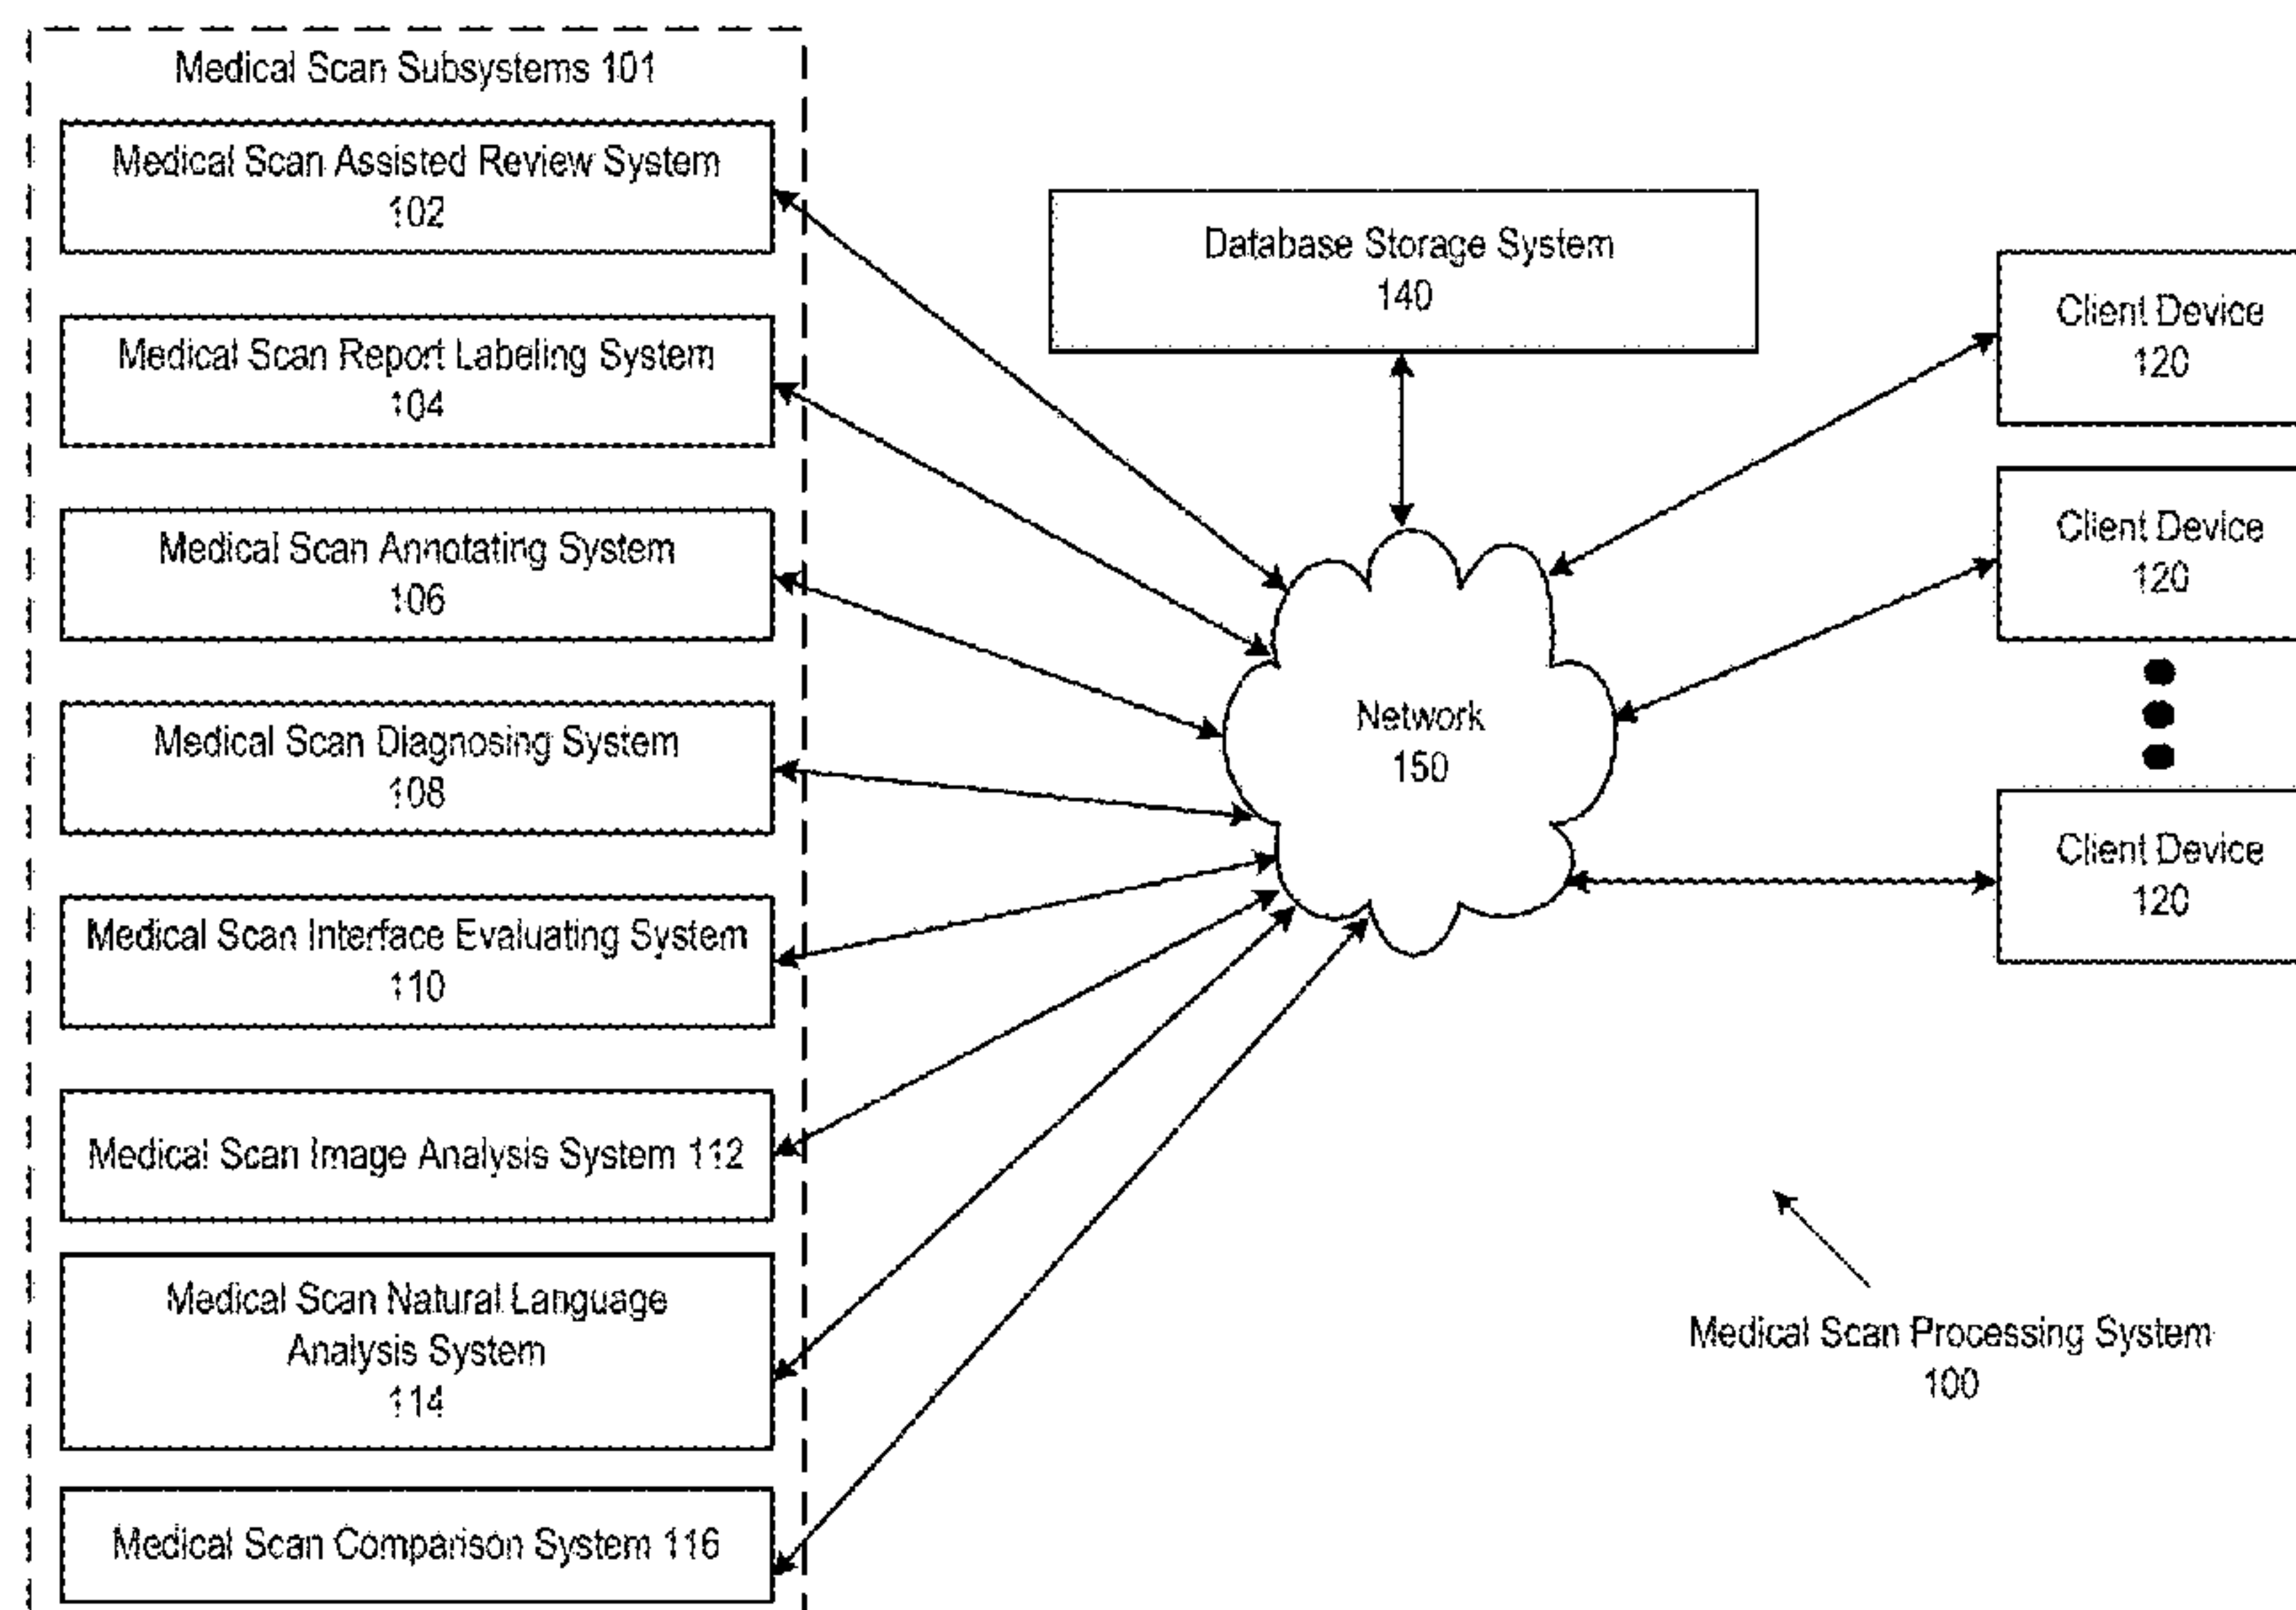 Medical Scan Subsystems 101
Medical Scan Assisted Review System
102
Medical Scan Report Labeling System
104
Medical Scan Annotating System
106
Medical Scan Diagnosing System
108
Medical Scan Interface Evaluating System
110
Medical Scan Image Analysis System 112
Medical Scan Natural Language
Analysis System
114
Medical Scan Comparison System 116
Database Storage System
140
Network
150
Client Device
120
Client Device
120
Client Device
120
Medical Scan Processing System
100